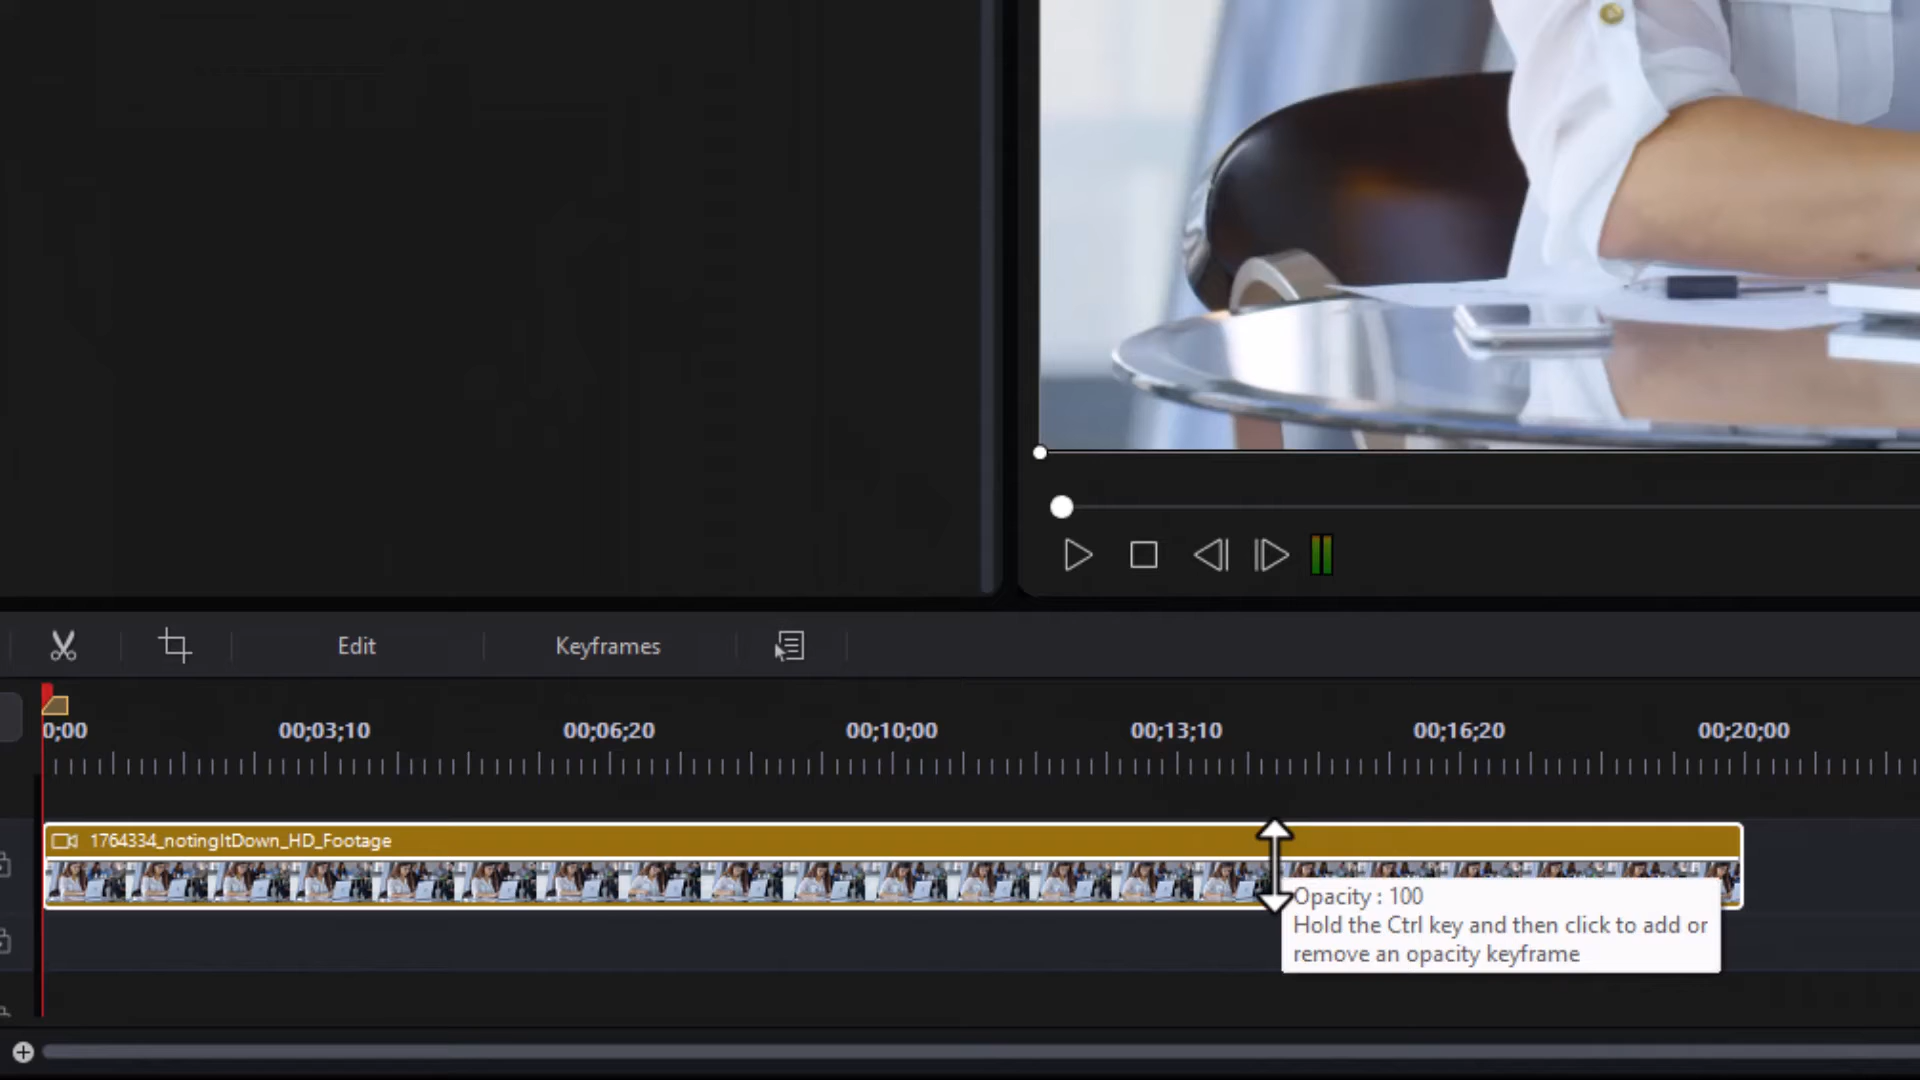 Edit
Keyframes
0;00 00;03;10 00;06;20 00;10;00 00;13;10 00;16;20 00;20;00
1764334_notingItDown_HD_Footage
Opacity : 100
Hold the Ctrl key and then click to add or
remove an opacity keyframe